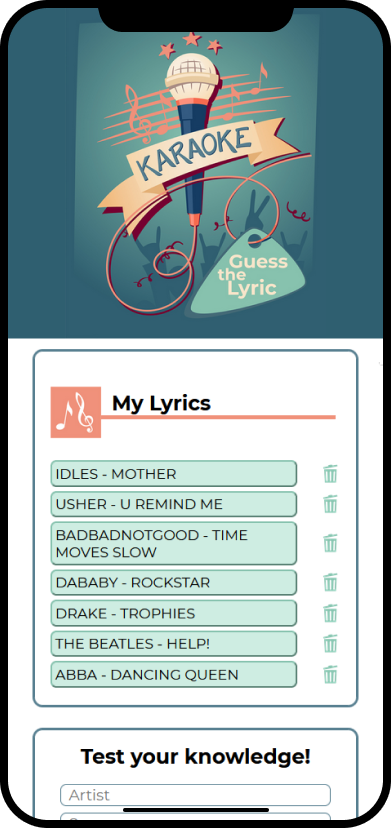 KARAOKE
Guess
the
Lyric
My Lyrics
IDLES - MOTHER
USHER - U REMIND ME
BADBADNOTGOOD - TIME
MOVES SLOW
DABABY - ROCKSTAR
DRAKE - TROPHIES
THE BEATLES - HELP!
ABBA - DANCING QUEEN
Test your knowledge!
Artist